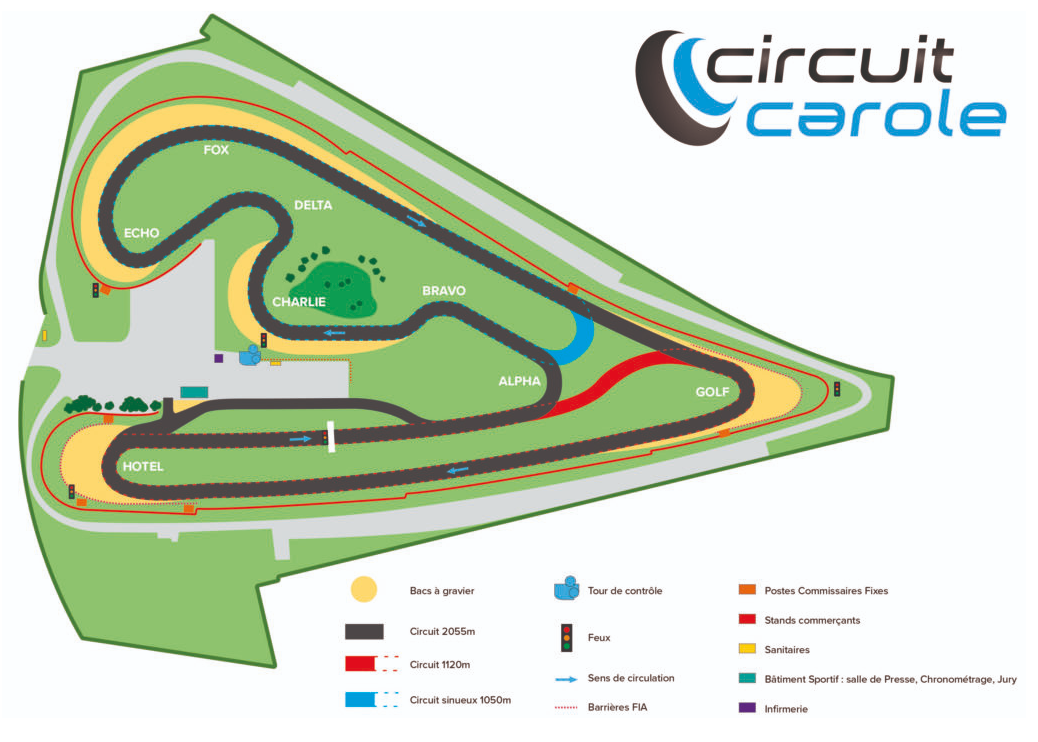 circuit
carole
FOX
DELTA
ECHO
CHARLIE
BRAVO
ALPHA
GOLF
HOTEL
Bacs à gravier
Circuit 2055m
Circuit 1120m
Circuit sinueux 1050m
Tour de contrôle
Feux
Sens de circulation
Barrières FIA
Postes Commissaires Fixes
Stands commerçants
Sanitaires
Bâtiment Sportif : salle de Presse, Chronométrage, Jury
Infirmerie